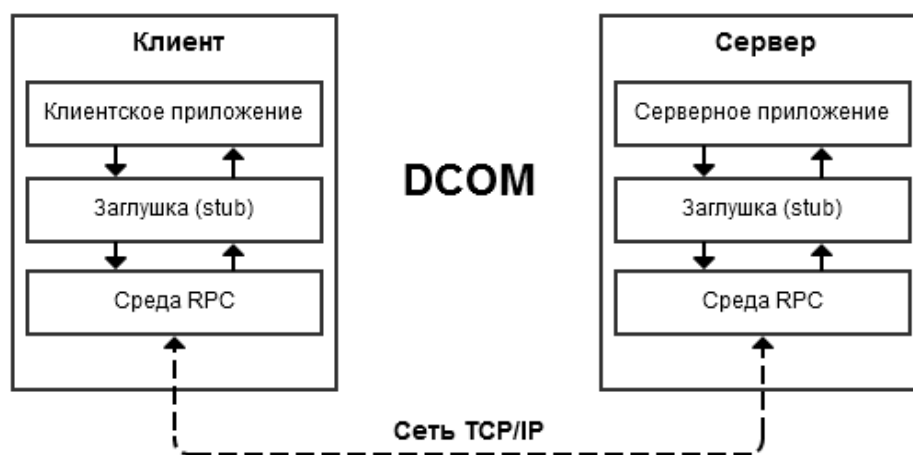 Клиент
Клиентское приложение
Заглушка (stub)
Среда RPC
DCOM
Сервер
Серверное приложение
Заглушка (stub)
Среда RPC
Сеть TCP/IP